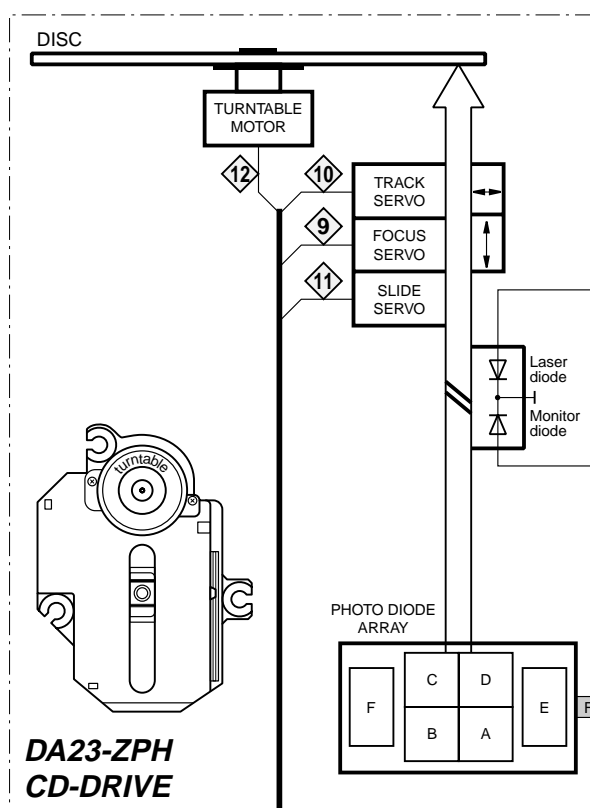 DISC
TURNTABLE
MOTOR
12
10
TRACK
SERVO
9
FOCUS
SERVO
11
SLIDE
SERVO
Laser
diode
Monitor
diode
turntable
PHOTO DIODE
ARRAY
C
D
F
E
B
A
DA23-ZPH
CD-DRIVE